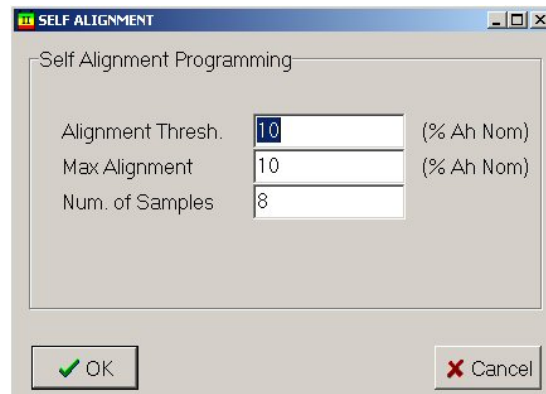 SELF ALIGNMENT
Self Alignment Programming
Alignment Thresh. 10 (% Ah Nom)
Max Alignment 10 (% Ah Nom)
Num. of Samples 8
OK Cancel